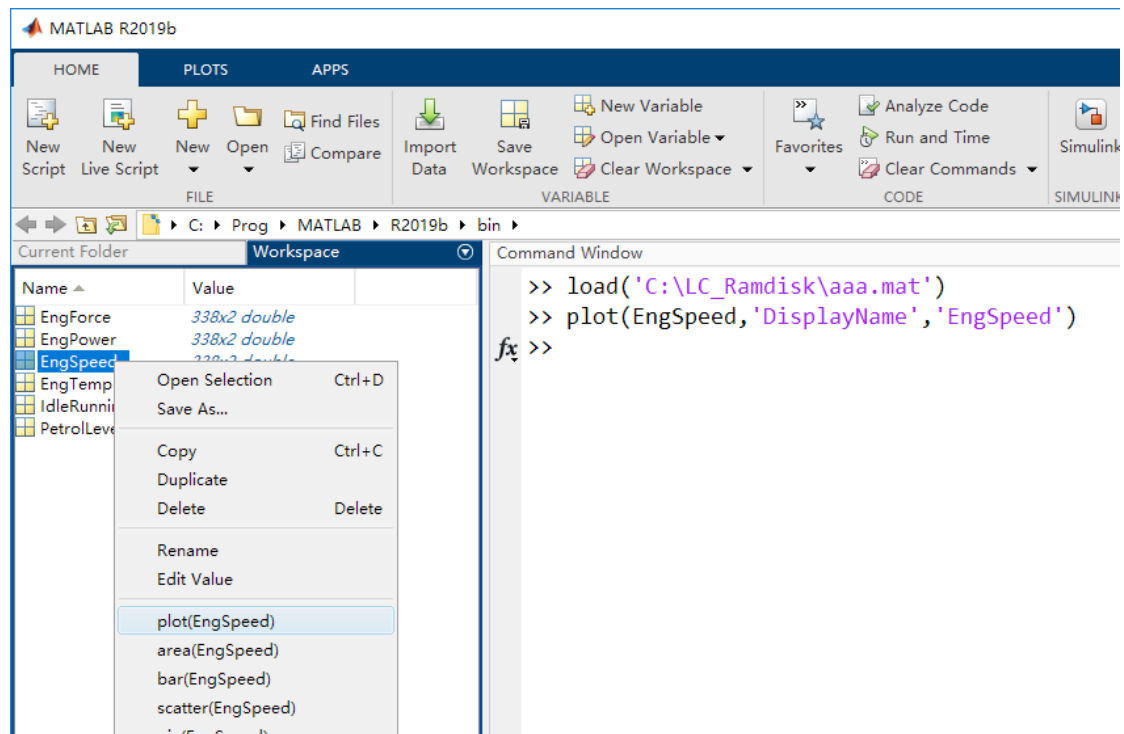 MATLAB R2019b
HOME PLOTS APPS
New Script
New Live Script
New
Open
Find Files
Compare
FILE
Import Data
Save Workspace
New Variable
Open Variable
Clear Workspace
VARIABLE
Favorites
Analyze Code
Run and Time
Clear Commands
CODE
Simulink
SIMULINK
C: Prog MATLAB R2019b bin
Current Folder Workspace
Name Value
EngForce 338x2 double
EngPower 338x2 double
EngSpeed
EngTemp
Open Selection Ctrl+D
Save As...
Copy Ctrl+C
Duplicate
Delete Delete
Rename
Edit Value
plot(EngSpeed)
area(EngSpeed)
bar(EngSpeed)
scatter(EngSpeed)
Command Window
>> load('C:\LC_Ramdisk\aaa.mat')
>> plot(EngSpeed,'DisplayName','EngSpeed')
fx >>